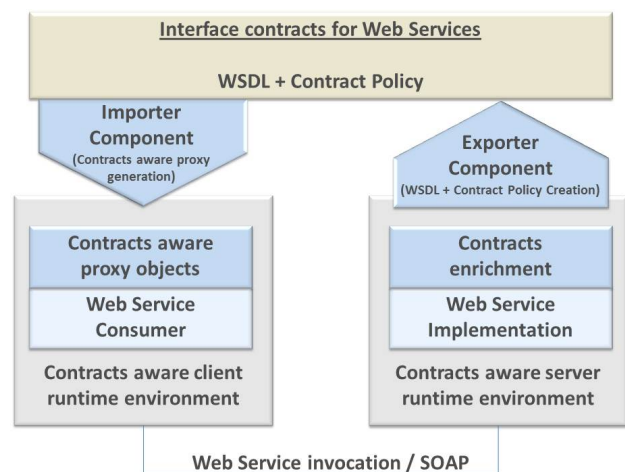 Interface contracts for Web Services
WSDL + Contract Policy
Importer
Component
(Contracts aware proxy
generation)
Exporter
Component
(WSDL + Contract Policy Creation)
Contracts aware
proxy objects
Web Service
Consumer
Contracts aware client
runtime environment
Contracts
enrichment
Web Service
Implementation
Contracts aware server
runtime environment
Web Service invocation / SOAP